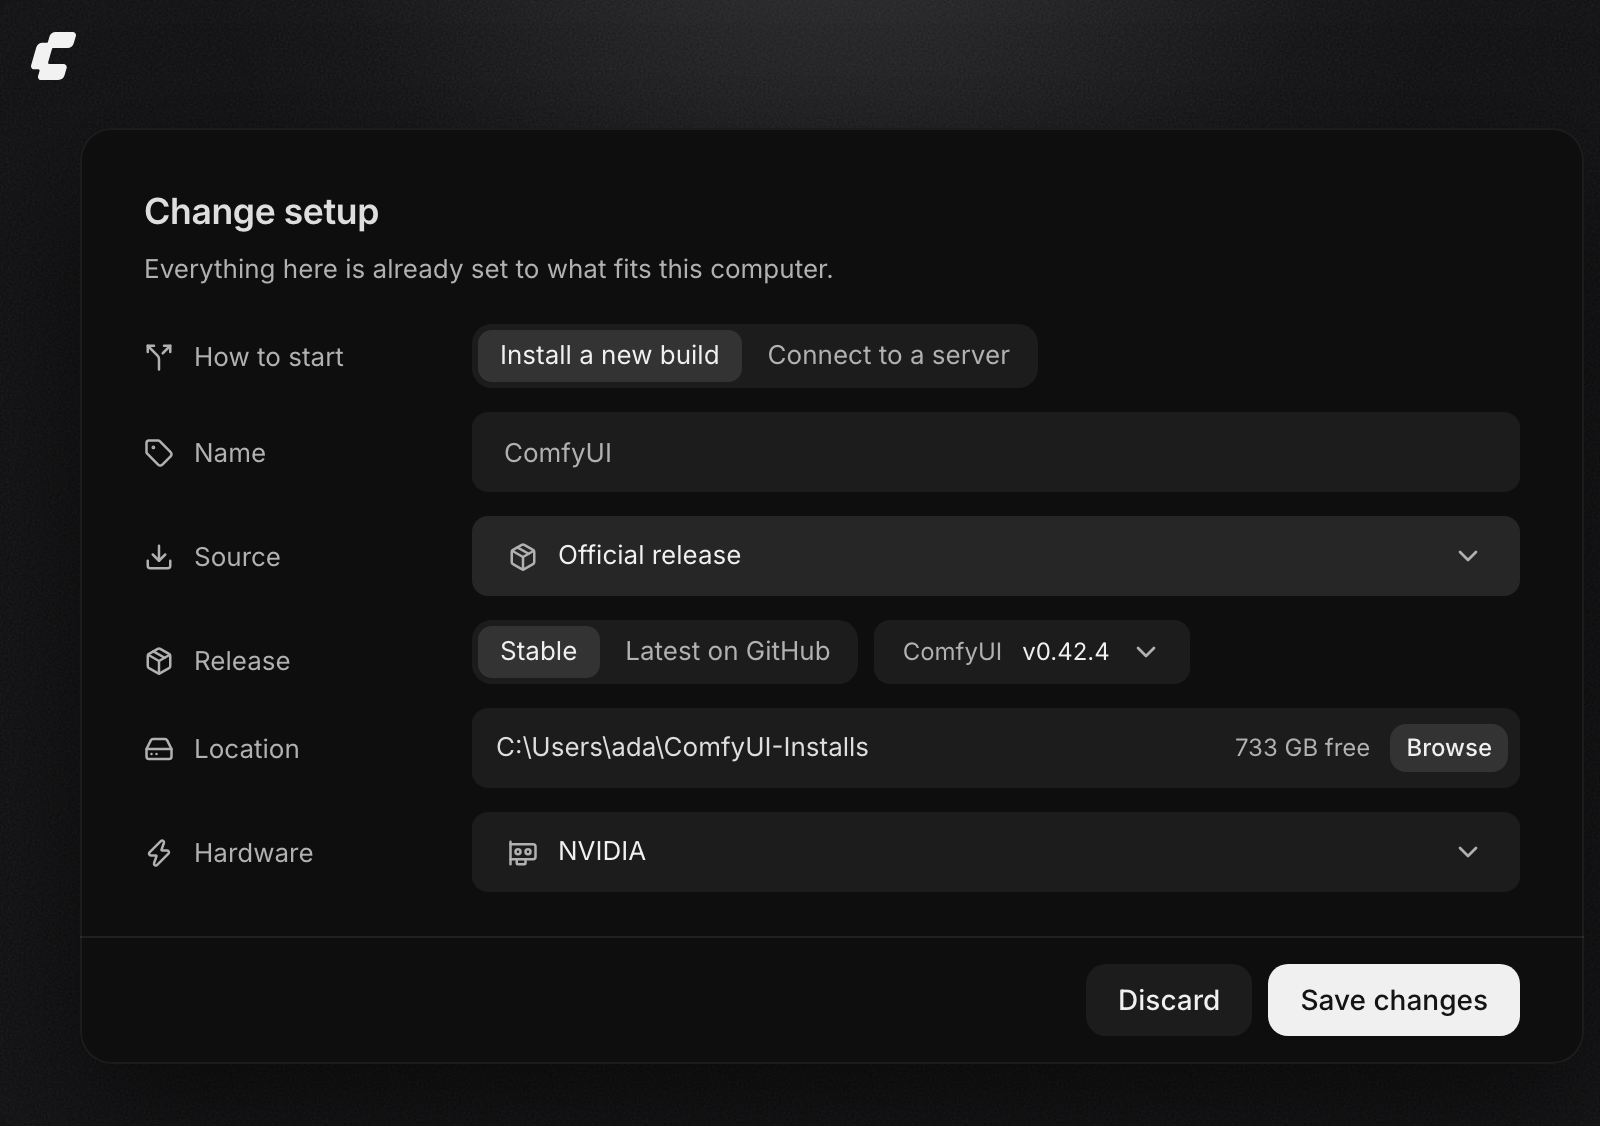 Change setup
Everything here is already set to what fits this computer.
How to start
Install a new build
Connect to a server
Name
ComfyUI
Source
Official release
Release
Stable
Latest on GitHub
ComfyUI v0.42.4
Location
C:\Users\ada\ComfyUI-Installs
733 GB free
Browse
Hardware
NVIDIA
Discard
Save changes